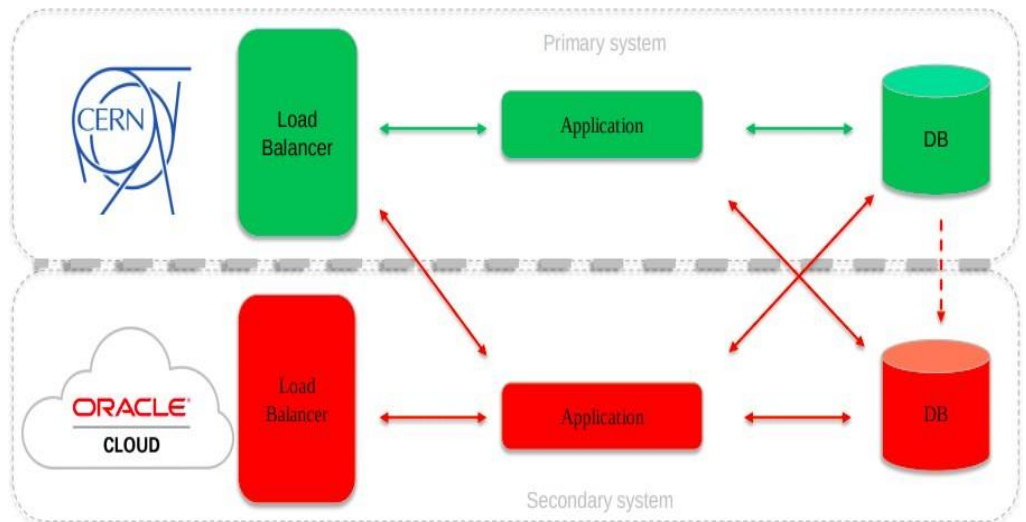 Primary system
CERN
Load
Balancer
Application
DB
ORACLE®
CLOUD
Load
Balancer
Application
DB
Secondary system